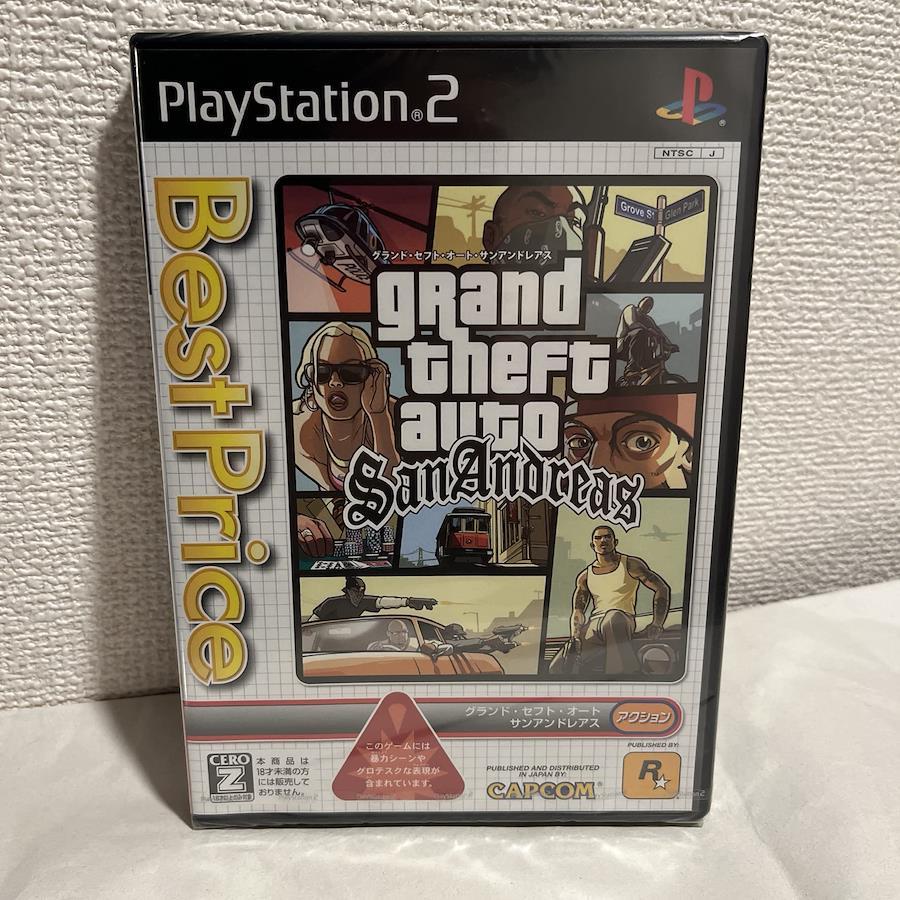 PlayStation®2
NTSC J
Best Price
Grove St
Glen Park
グランド・セフト・オート・サンアンドレアス
grand
theft
auto
San Andreas
グランド・セフト・オート
サンアンドレアス
アクション
このゲームには
暴力シーンや
グロテスクな表現が
含まれています。
CERO
Z
本商品は
18才未満の方
には販売して
おりません。
PUBLISHED AND DISTRIBUTED
IN JAPAN BY:
CAPCOM
PUBLISHED BY:
R
PlayStation 2